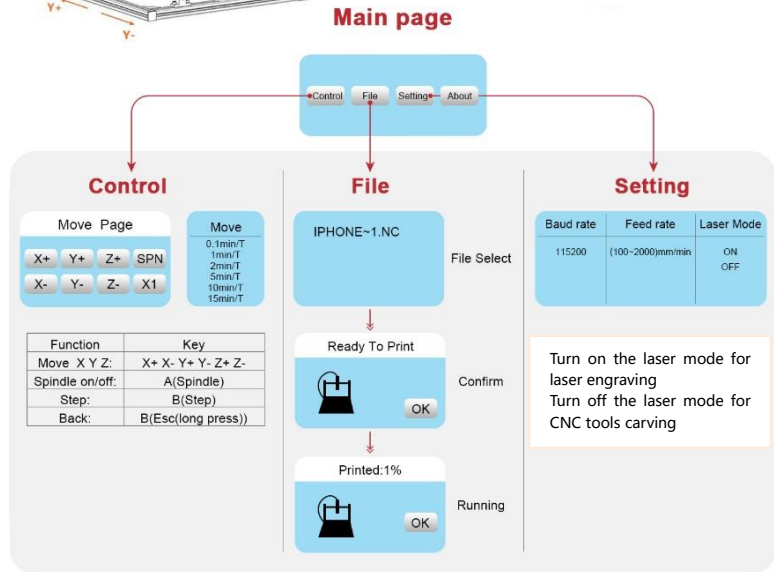 Y+
Y-
Main page
Control File Setting About
Control
Move Page
X+ Y+ Z+ SPN
X- Y- Z- X1
Move
0.1min/T
1min/T
2min/T
5min/T
10min/T
15min/T
Function Key
Move X Y Z: X+ X- Y+ Y- Z+ Z-
Spindle on/off: A(Spindle)
Step: B(Step)
Back: B(Esc(long press))
File
IPHONE~1.NC
File Select
Ready To Print
OK
Confirm
Printed:1%
OK
Running
Setting
Baud rate Feed rate Laser Mode
115200 (100~2000)mm/min ON
OFF
Turn on the laser mode for
laser engraving
Turn off the laser mode for
CNC tools carving